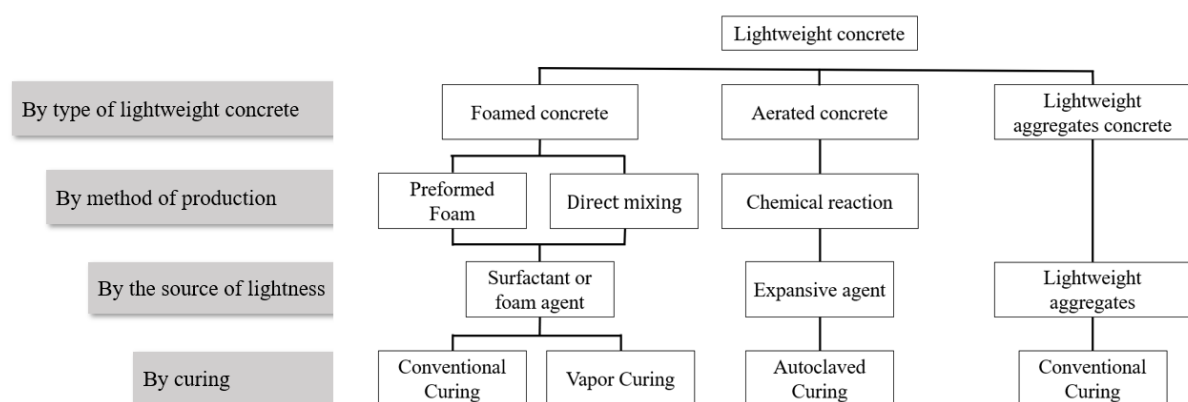 Lightweight concrete
By type of lightweight concrete
Foamed concrete
Aerated concrete
Lightweight
aggregates concrete
By method of production
Preformed
Foam
Direct mixing
Chemical reaction
By the source of lightness
Surfactant or
foam agent
Expansive agent
Lightweight
aggregates
By curing
Conventional
Curing
Vapor Curing
Autoclaved
Curing
Conventional
Curing